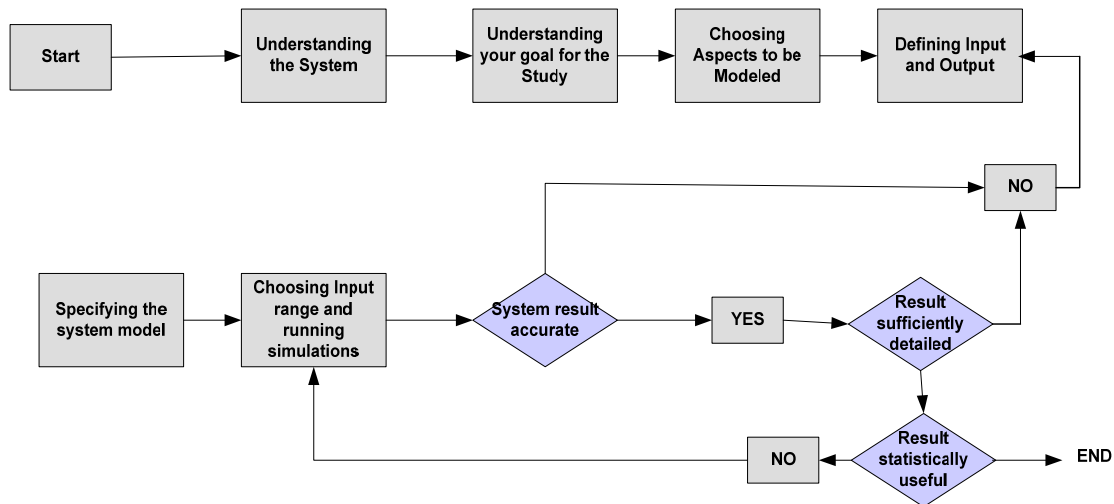 Start
Understanding
the System
Understanding
your goal for the
Study
Choosing
Aspects to be
Modeled
Defining Input
and Output
NO
Specifying the
system model
Choosing Input
range and
running
simulations
System result
accurate
YES
Result
sufficiently
detailed
NO
Result
statistically
useful
END